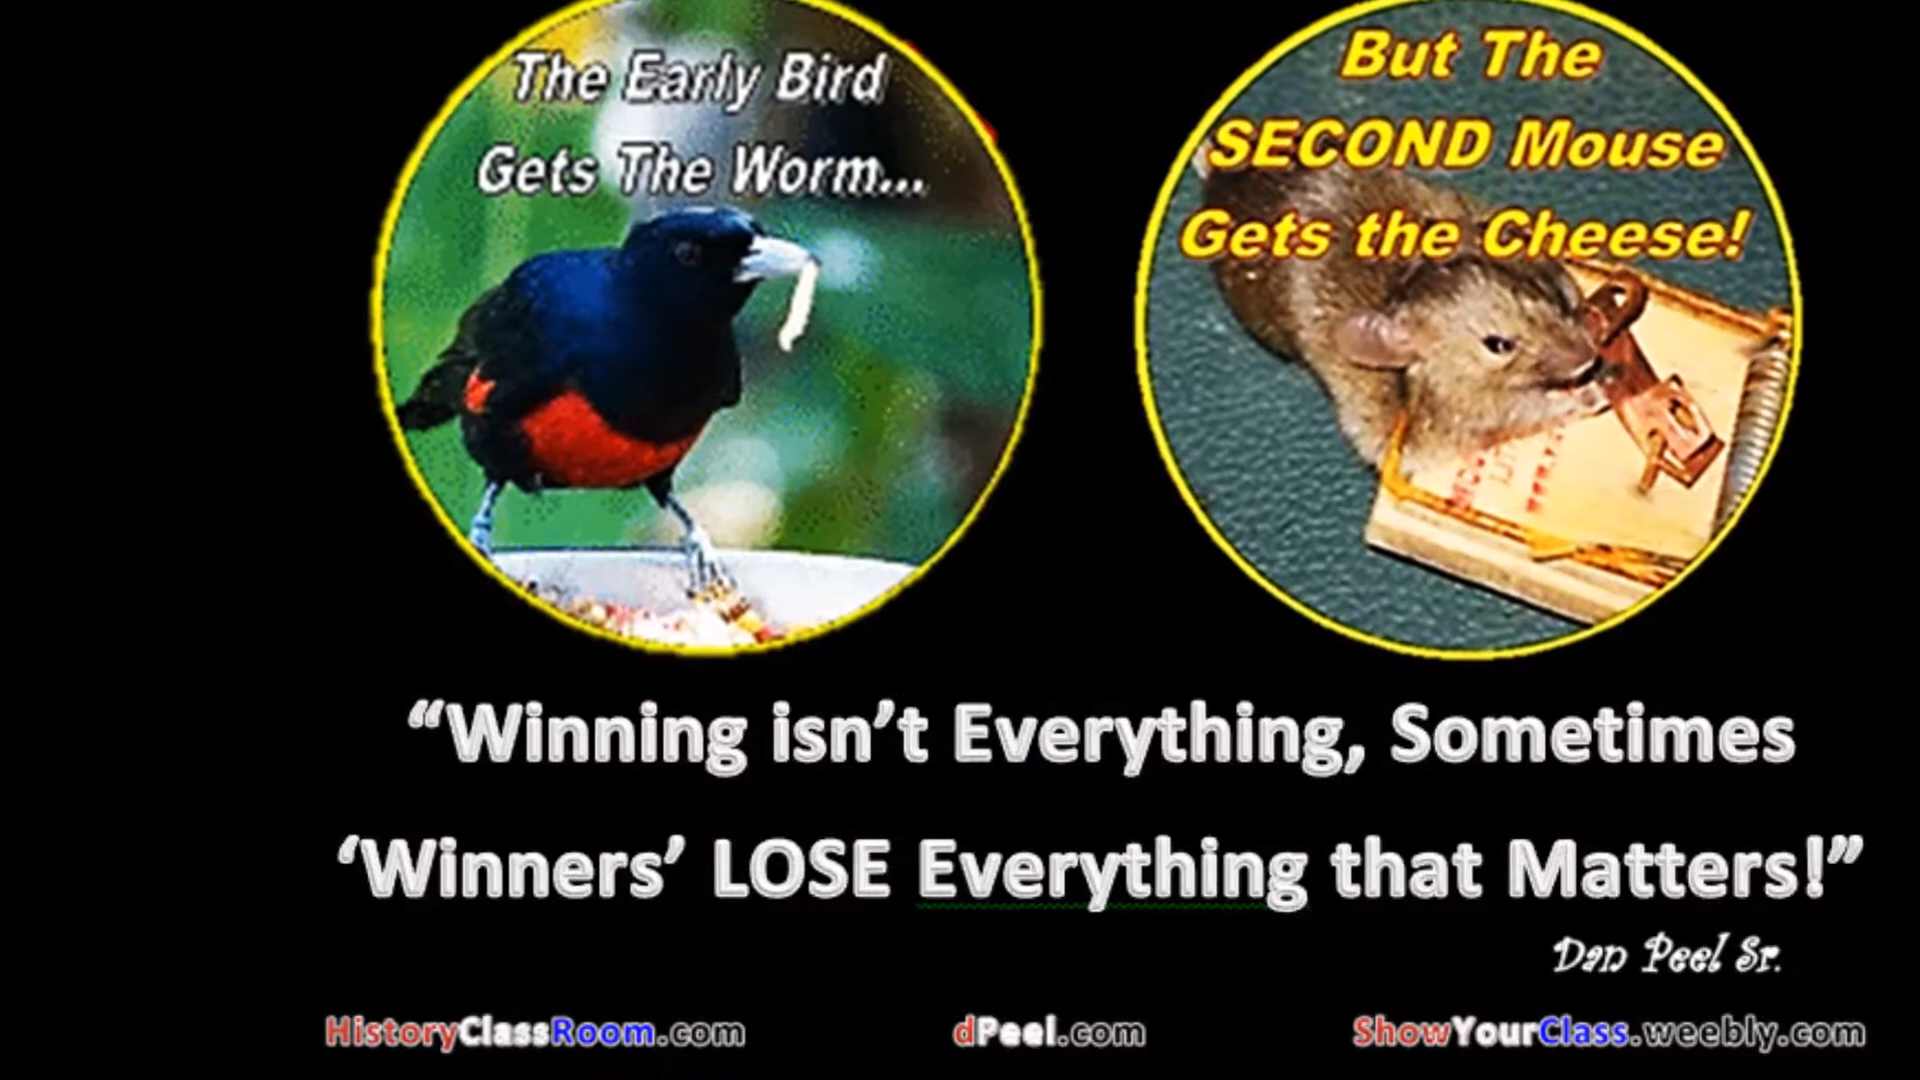 The Early Bird
Gets The Worm...
But The
SECOND Mouse
Gets the Cheese!
“Winning isn’t Everything, Sometimes
‘Winners’ LOSE Everything that Matters!”
Dan Peel Sr.
HistoryClassRoom.com
dPeel.com
ShowYourClass.weebly.com